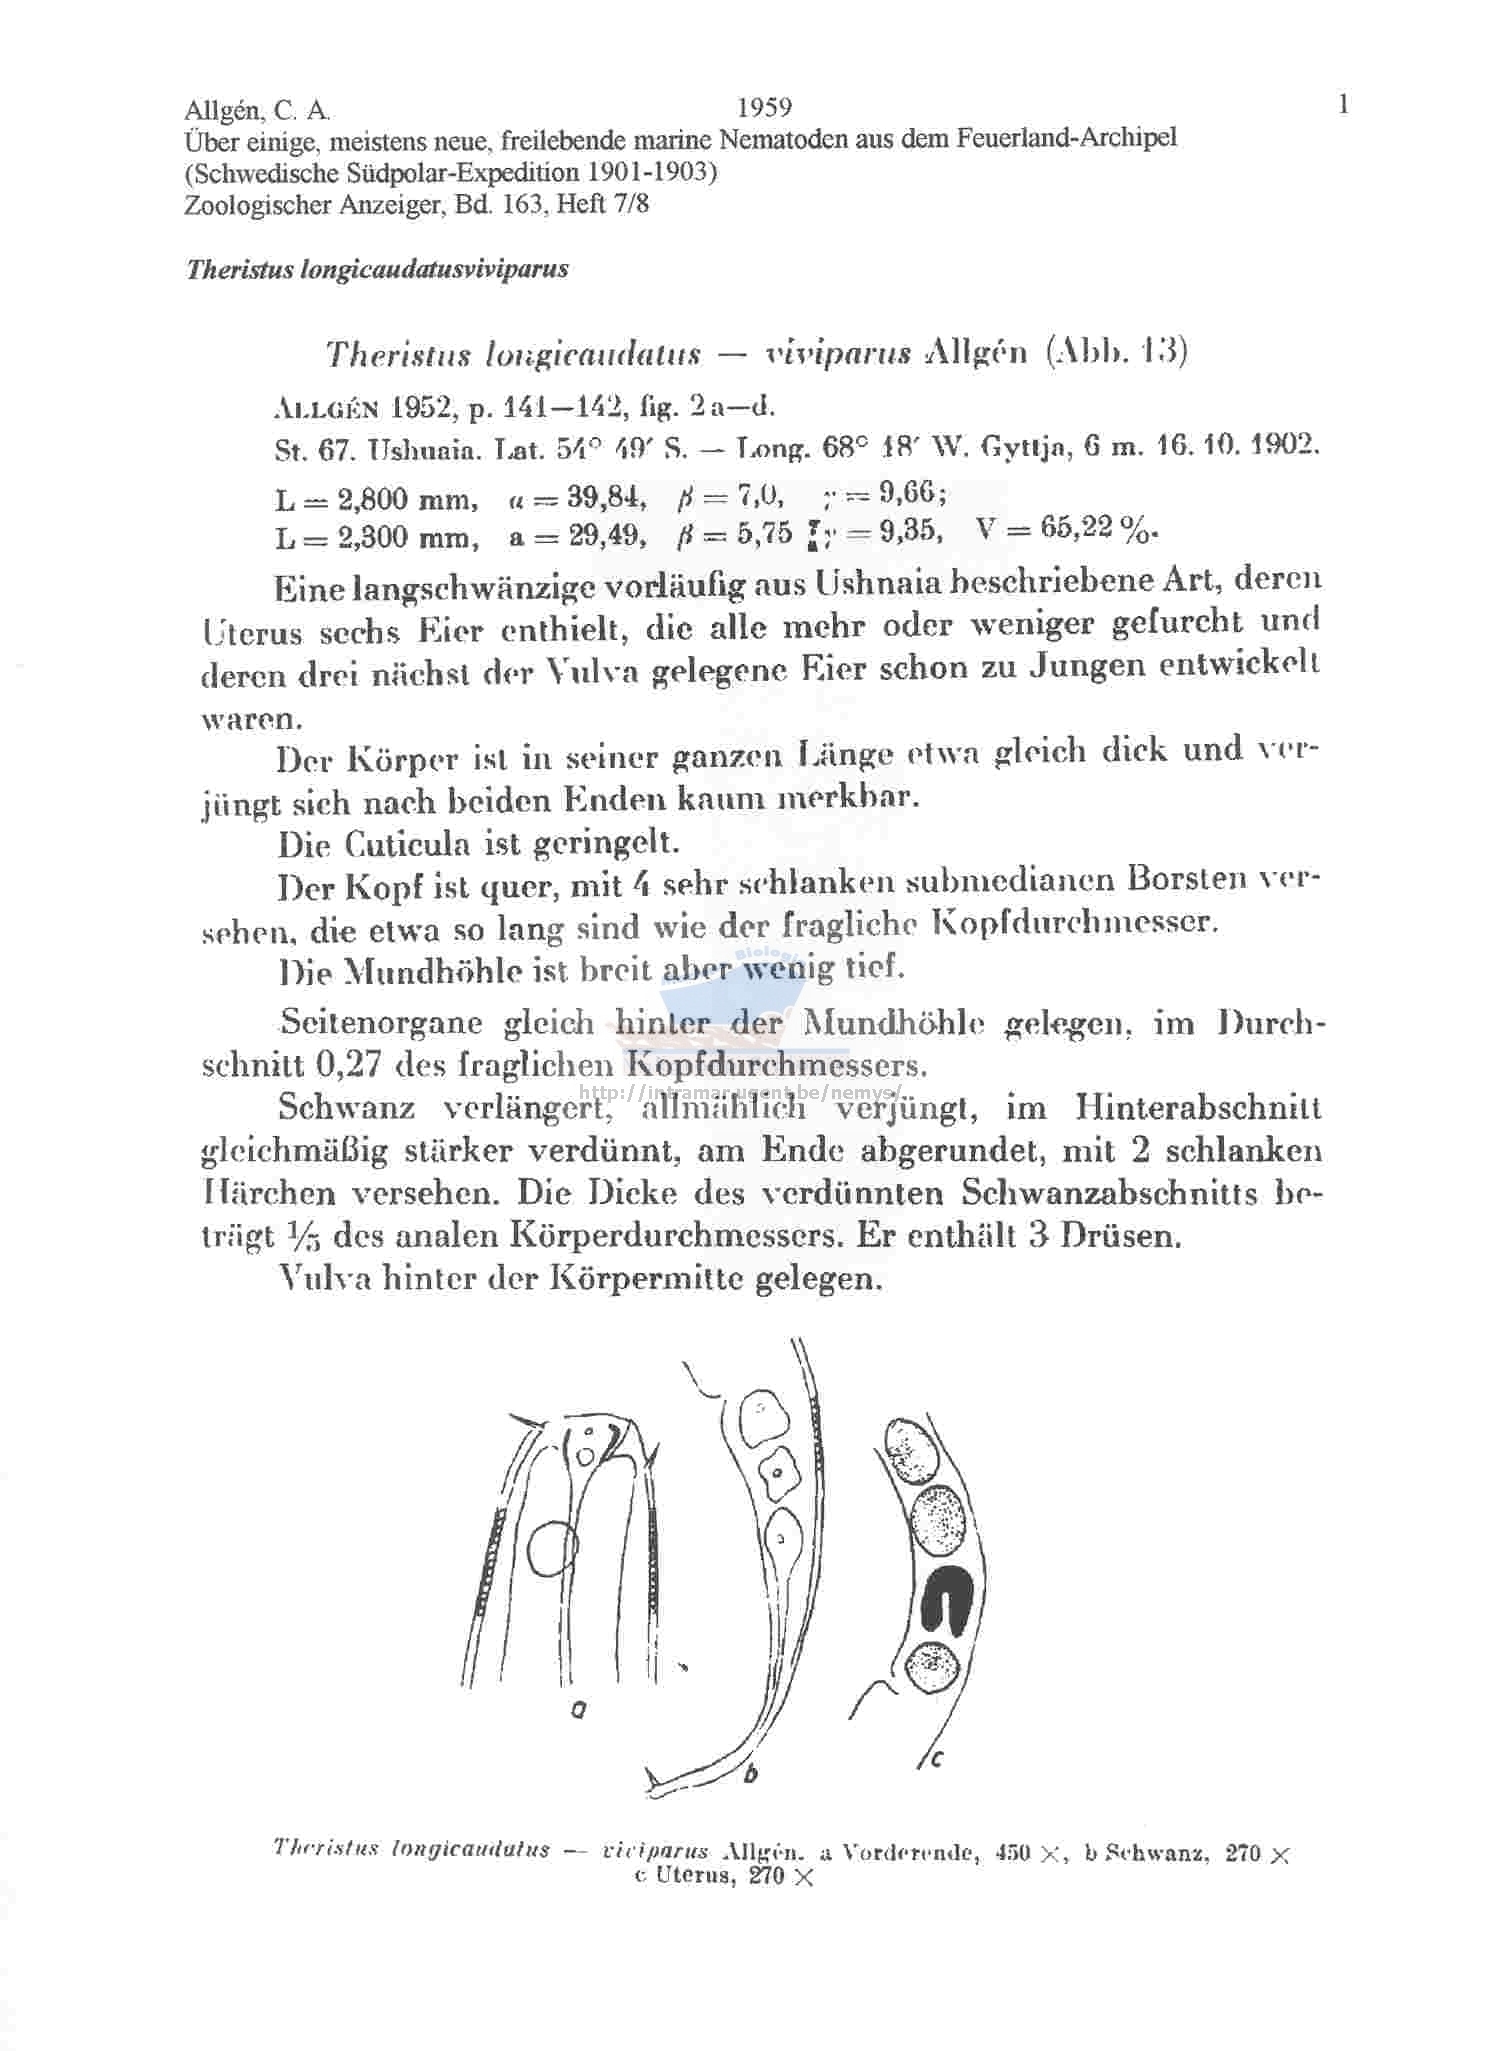 Allgén, C. A. 1959 1
Über einige, meistens neue, freilebende marine Nematoden aus dem Feuerland-Archipel
(Schwedische Südpolar-Expedition 1901-1903)
Zoologischer Anzeiger, Bd. 163, Heft 7/8
Theristus longicaudatusviviparus
Theristus longicaudatus — viviparus Allgén (Abb. 13)
ALLGÉN 1952, p. 141—142, fig. 2 a—d.
St. 67. Ushuaia. Lat. 54° 49′ S. — Long. 68° 18′ W. Gyttja, 6 m. 16. 10. 1902.
L = 2,800 mm, α = 39,84, β = 7,0, γ = 9,66;
L = 2,300 mm, a = 29,49, β = 5,75 γ = 9,35, V = 65,22 %.
Eine langschwänzige vorläufig aus Ushnaia beschriebene Art, deren
Uterus sechs Eier enthielt, die alle mehr oder weniger gefurcht und
deren drei nächst der Vulva gelegene Eier schon zu Jungen entwickelt
waren.
Der Körper ist in seiner ganzen Länge etwa gleich dick und ver-
jüngt sich nach beiden Enden kaum merkbar.
Die Cuticula ist geringelt.
Der Kopf ist quer, mit 4 sehr schlanken submedianen Borsten ver-
sehen, die etwa so lang sind wie der fragliche Kopfdurchmesser.
Die Mundhöhle ist breit aber wenig tief.
Seitenorgane gleich hinter der Mundhöhle gelegen, im Durch-
schnitt 0,27 des fraglichen Kopfdurchmessers.
http://intramar.ugent.be/nemys/
Schwanz verlängert, allmählich verjüngt, im Hinterabschnitt
gleichmäßig stärker verdünnt, am Ende abgerundet, mit 2 schlanken
Härchen versehen. Die Dicke des verdünnten Schwanzabschnitts be-
trägt 1/5 des analen Körperdurchmessers. Er enthält 3 Drüsen.
Vulva hinter der Körpermitte gelegen.
a
b
c
Theristus longicaudatus — viviparus Allgén. a Vorderende, 450 ×, b Schwanz, 270 ×
c Uterus, 270 ×